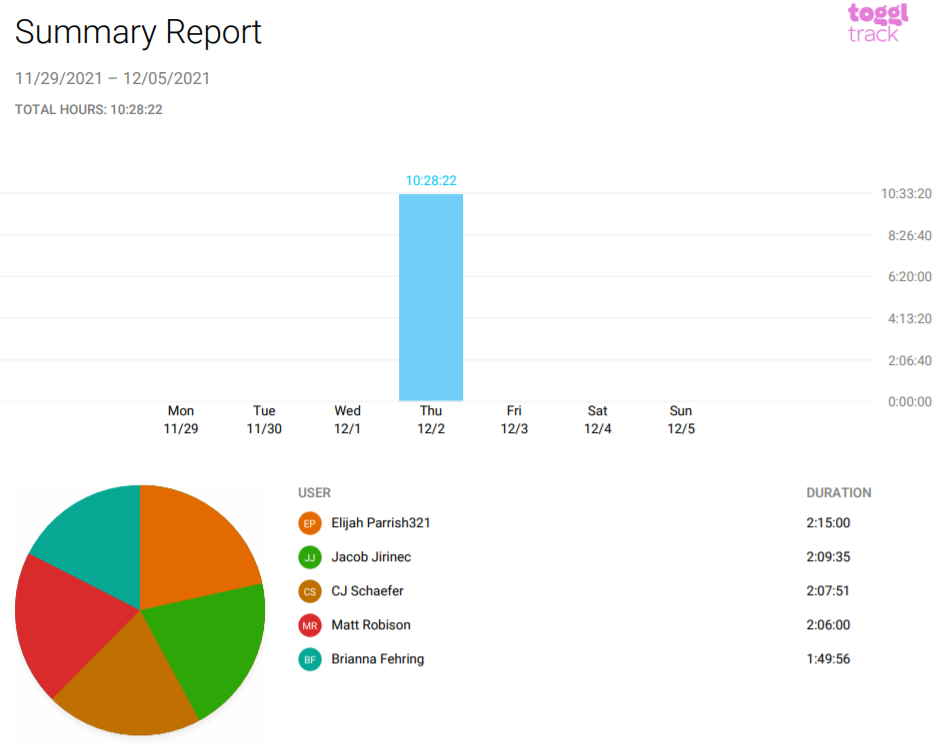 Summary Report
toggl
track
11/29/2021 – 12/05/2021
TOTAL HOURS: 10:28:22
10:28:22
10:33:20
8:26:40
6:20:00
4:13:20
2:06:40
0:00:00
Mon Tue Wed Thu Fri Sat Sun
11/29 11/30 12/1 12/2 12/3 12/4 12/5
USER DURATION
EP Elijah Parrish321 2:15:00
JJ Jacob Jirinec 2:09:35
CS CJ Schaefer 2:07:51
MR Matt Robison 2:06:00
BF Brianna Fehring 1:49:56